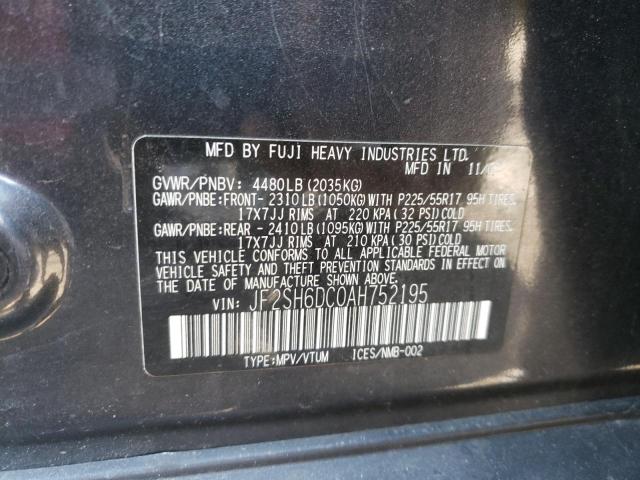 MFD BY FUJI HEAVY INDUSTRIES LTD.
MFD IN 11/0
GVWR/PNBV: 4480LB(2035KG)
GAWR/PNBE:FRONT- 2310LB(1050KG)WITH P225/55R17 95H TIRES,
17X7JJ RIMS AT 220 KPA(32 PSI)COLD
GAWR/PNBE:REAR - 2410LB(1095KG)WITH P225/55R17 95H TIRES,
17X7JJ RIMS AT 210 KPA(30 PSI)COLD
THIS VEHICLE CONFORMS TO ALL APPLICABLE FEDERAL MOTOR
VEHICLE SAFETY AND THEFT PREVENTION STANDARDS IN EFFECT
ON THE DATE OF MANUFACTURE SHOWN ABOVE.
VIN: JF2SH6DC0AH752195
TYPE:MPV/VTUM ICES/NMB-002